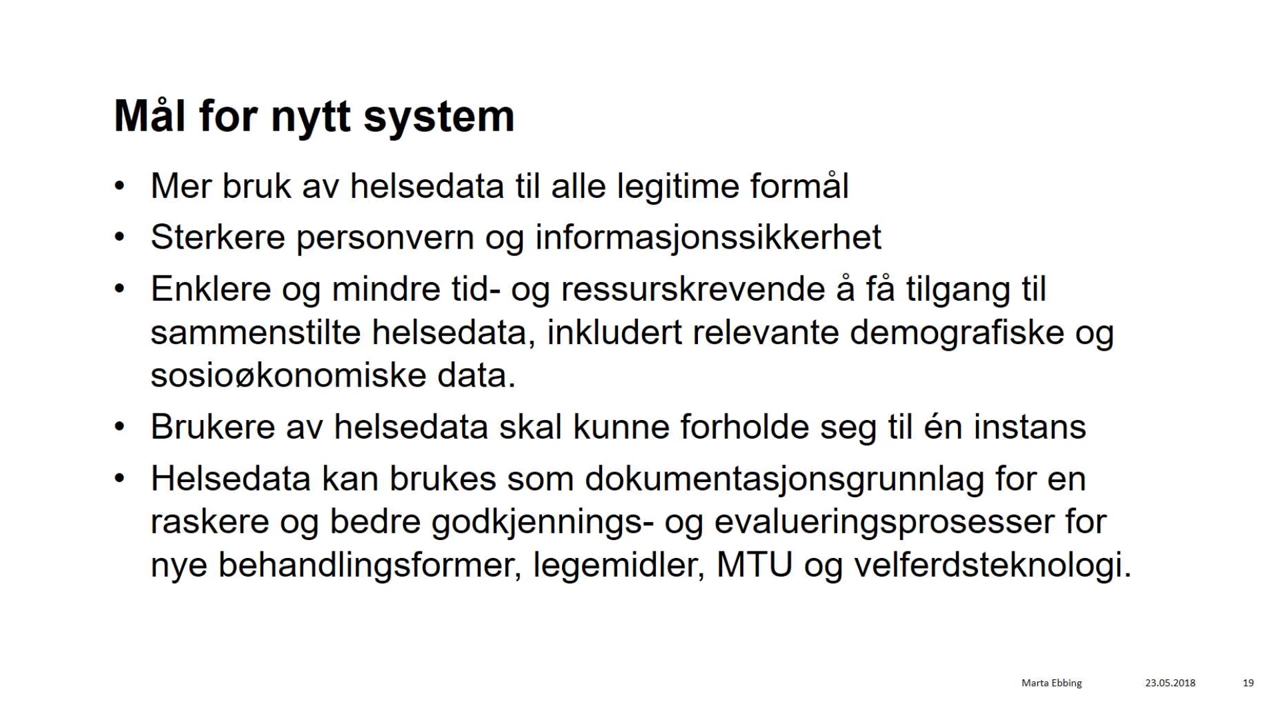 Mål for nytt system
• Mer bruk av helsedata til alle legitime formål
• Sterkere personvern og informasjonssikkerhet
• Enklere og mindre tid- og ressurskrevende å få tilgang til
sammenstilte helsedata, inkludert relevante demografiske og
sosioøkonomiske data.
• Brukere av helsedata skal kunne forholde seg til én instans
• Helsedata kan brukes som dokumentasjonsgrunnlag for en
raskere og bedre godkjennings- og evalueringsprosesser for
nye behandlingsformer, legemidler, MTU og velferdsteknologi.
Marta Ebbing 23.05.2018 19